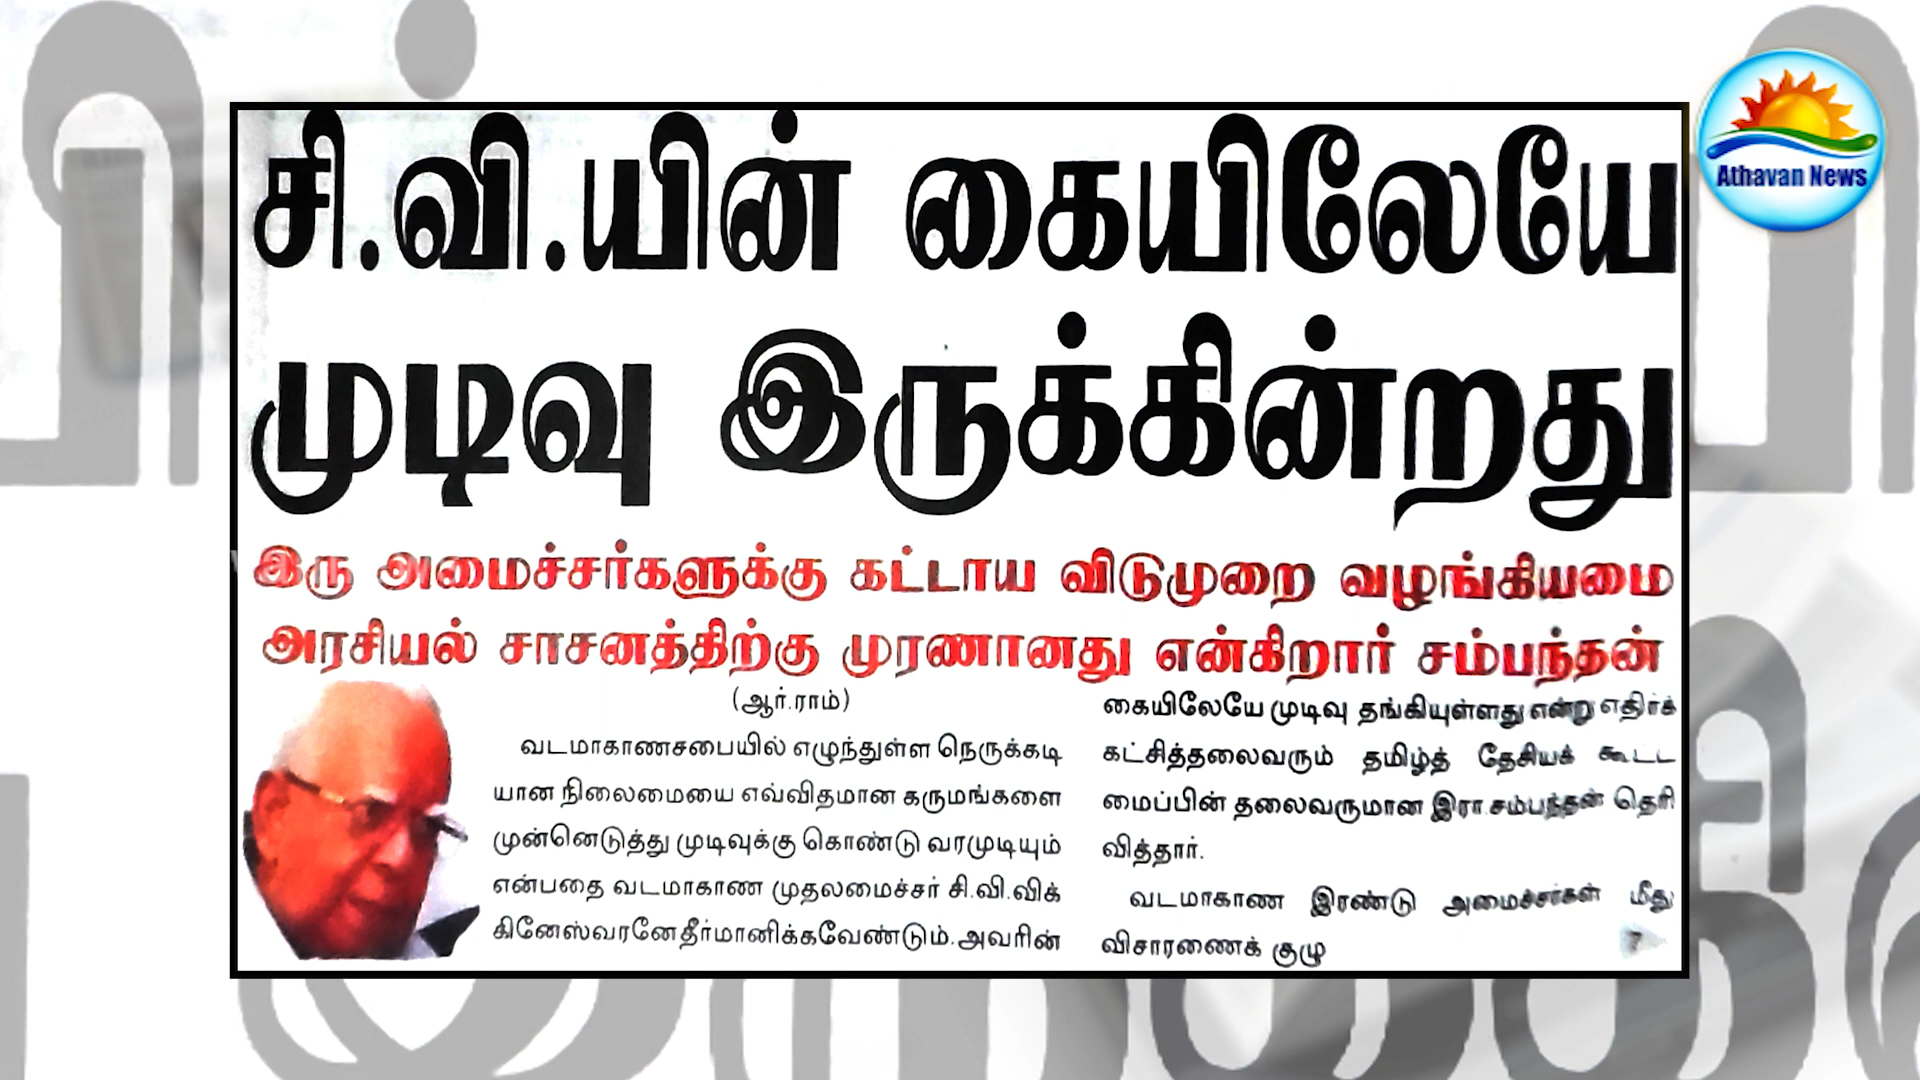 சி.வி.யின் கையிலேயே
முடிவு இருக்கின்றது
இரு அமைச்சர்களுக்கு கட்டாய விடுமுறை வழங்கியமை
அரசியல் சாசனத்திற்கு முரணானது என்கிறார் சம்பந்தன்
(ஆர்.ராம்)
வடமாகாணசபையில் எழுந்துள்ள நெருக்கடி
யான நிலைமையை எவ்விதமான கருமங்களை
முன்னெடுத்து முடிவுக்கு கொண்டு வரமுடியும்
என்பதை வடமாகாண முதலமைச்சர் சி.வி.விக்
கினேஸ்வரனே தீர்மானிக்கவேண்டும். அவரின்
கையிலேயே முடிவு தங்கியுள்ளது என்று எதிர்க்
கட்சித்தலைவரும் தமிழ்த் தேசியக் கூட்ட
மைப்பின் தலைவருமான இரா.சம்பந்தன் தெரி
வித்தார்.
வடமாகாண இரண்டு அமைச்சர்கள் மீது
விசாரணைக் குழு
7
Athavan News